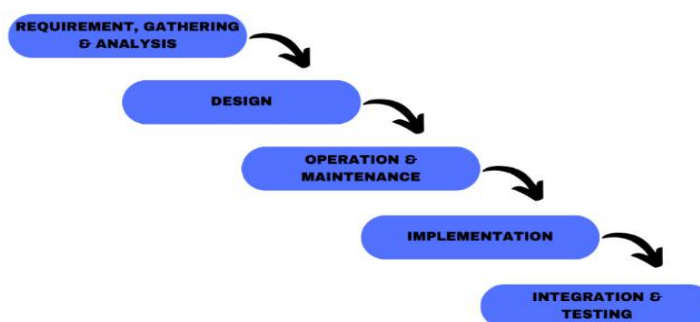 REQUIREMENT, GATHERING
& ANALYSIS
DESIGN
OPERATION &
MAINTENANCE
IMPLEMENTATION
INTEGRATION &
TESTING